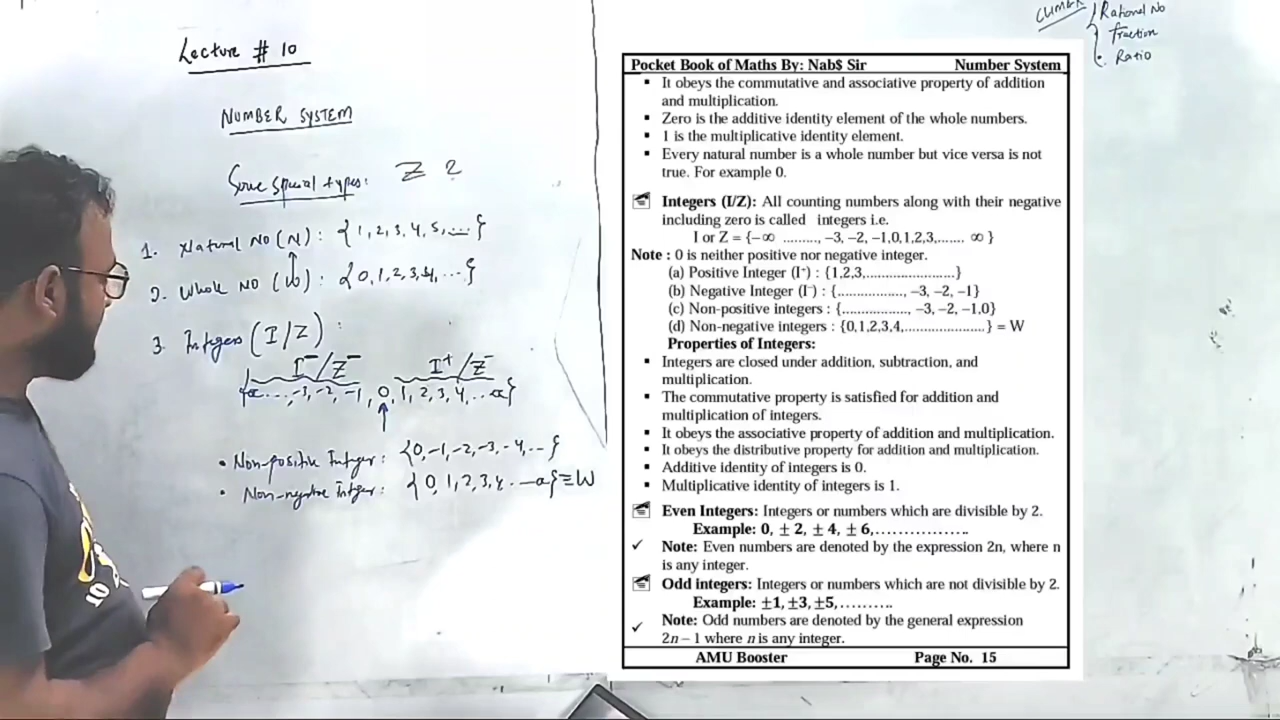 Lecture # 10
NUMBER SYSTEM
Some special types: Z ?
1. Natural No (N) : {1, 2, 3, 4, 5, ...}
2. Whole NO (W) : {0, 1, 2, 3, 4, ...}
3. Integers (I/Z) :
I⁻/Z⁻ I⁺/Z⁻
..., -3, -2, -1, 0, 1, 2, 3, 4, ..
• Non-positive Integer: {0, -1, -2, -3, -4, ...}
• Non-negative Integer: {0, 1, 2, 3, 4 ... } ≡ W
Rational No
fraction
• Ratio
Pocket Book of Maths By: Nab$ Sir Number System
▪ It obeys the commutative and associative property of addition
and multiplication.
▪ Zero is the additive identity element of the whole numbers.
▪ 1 is the multiplicative identity element.
▪ Every natural number is a whole number but vice versa is not
true. For example 0.
Integers (I/Z): All counting numbers along with their negative
including zero is called integers i.e.
I or Z = {−∞ ........., −3, −2, −1,0,1,2,3,....... ∞ }
Note : 0 is neither positive nor negative integer.
(a) Positive Integer (I⁺) : {1,2,3,.......................}
(b) Negative Integer (I⁻) : {................., −3, −2, −1}
(c) Non-positive integers : {................., −3, −2, −1,0}
(d) Non-negative integers : {0,1,2,3,4,.....................} = W
Properties of Integers:
▪ Integers are closed under addition, subtraction, and
multiplication.
▪ The commutative property is satisfied for addition and
multiplication of integers.
▪ It obeys the associative property of addition and multiplication.
▪ It obeys the distributive property for addition and multiplication.
▪ Additive identity of integers is 0.
▪ Multiplicative identity of integers is 1.
Even Integers: Integers or numbers which are divisible by 2.
Example: 0, ± 2, ± 4, ± 6,..................
✓ Note: Even numbers are denoted by the expression 2n, where n
is any integer.
Odd integers: Integers or numbers which are not divisible by 2.
Example: ±1, ±3, ±5,..........
✓ Note: Odd numbers are denoted by the general expression
2n − 1 where n is any integer.
AMU Booster Page No. 15